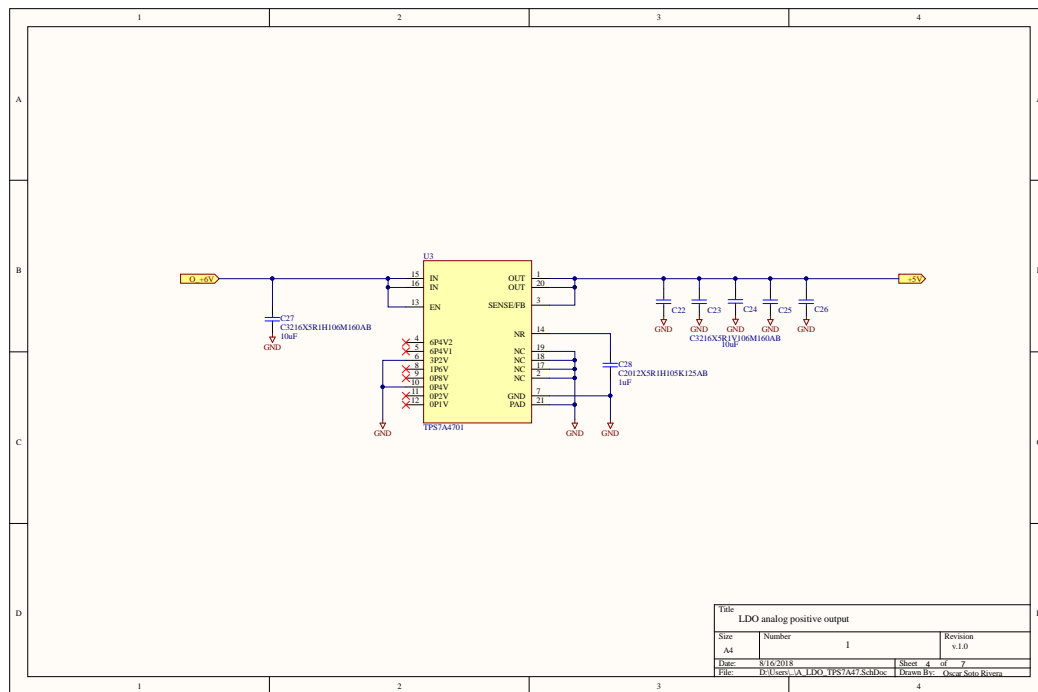 1 2 3 4
A
B
C
D
U3
O_+6V
15 IN
16 IN
13 EN
4 6P4V2
5 6P4V1
6 3P2V
8 1P6V
9 0P8V
10 0P4V
11 0P2V
12 0P1V
OUT 1
OUT 20
SENSE/FB 3
NR 14
NC 19
NC 18
NC 17
NC 2
GND 7
PAD 21
TPS7A4701
C27
C3216X5R1H106M160AB
10uF
GND
GND
C28
C2012X5R1H105K125AB
1uF
GND GND
C22 C23 C24 C25 C26
GND GND GND GND GND
C3216X5R1V106M160AB
10uF
+5V
Title
LDO analog positive output
Size Number Revision
A4 1 v.1.0
Date: 8/16/2018 Sheet 4 of 7
File: D:\Users\..\A_LDO_TPS7A47.SchDoc Drawn By: Oscar Soto Rivera
1 2 3 4